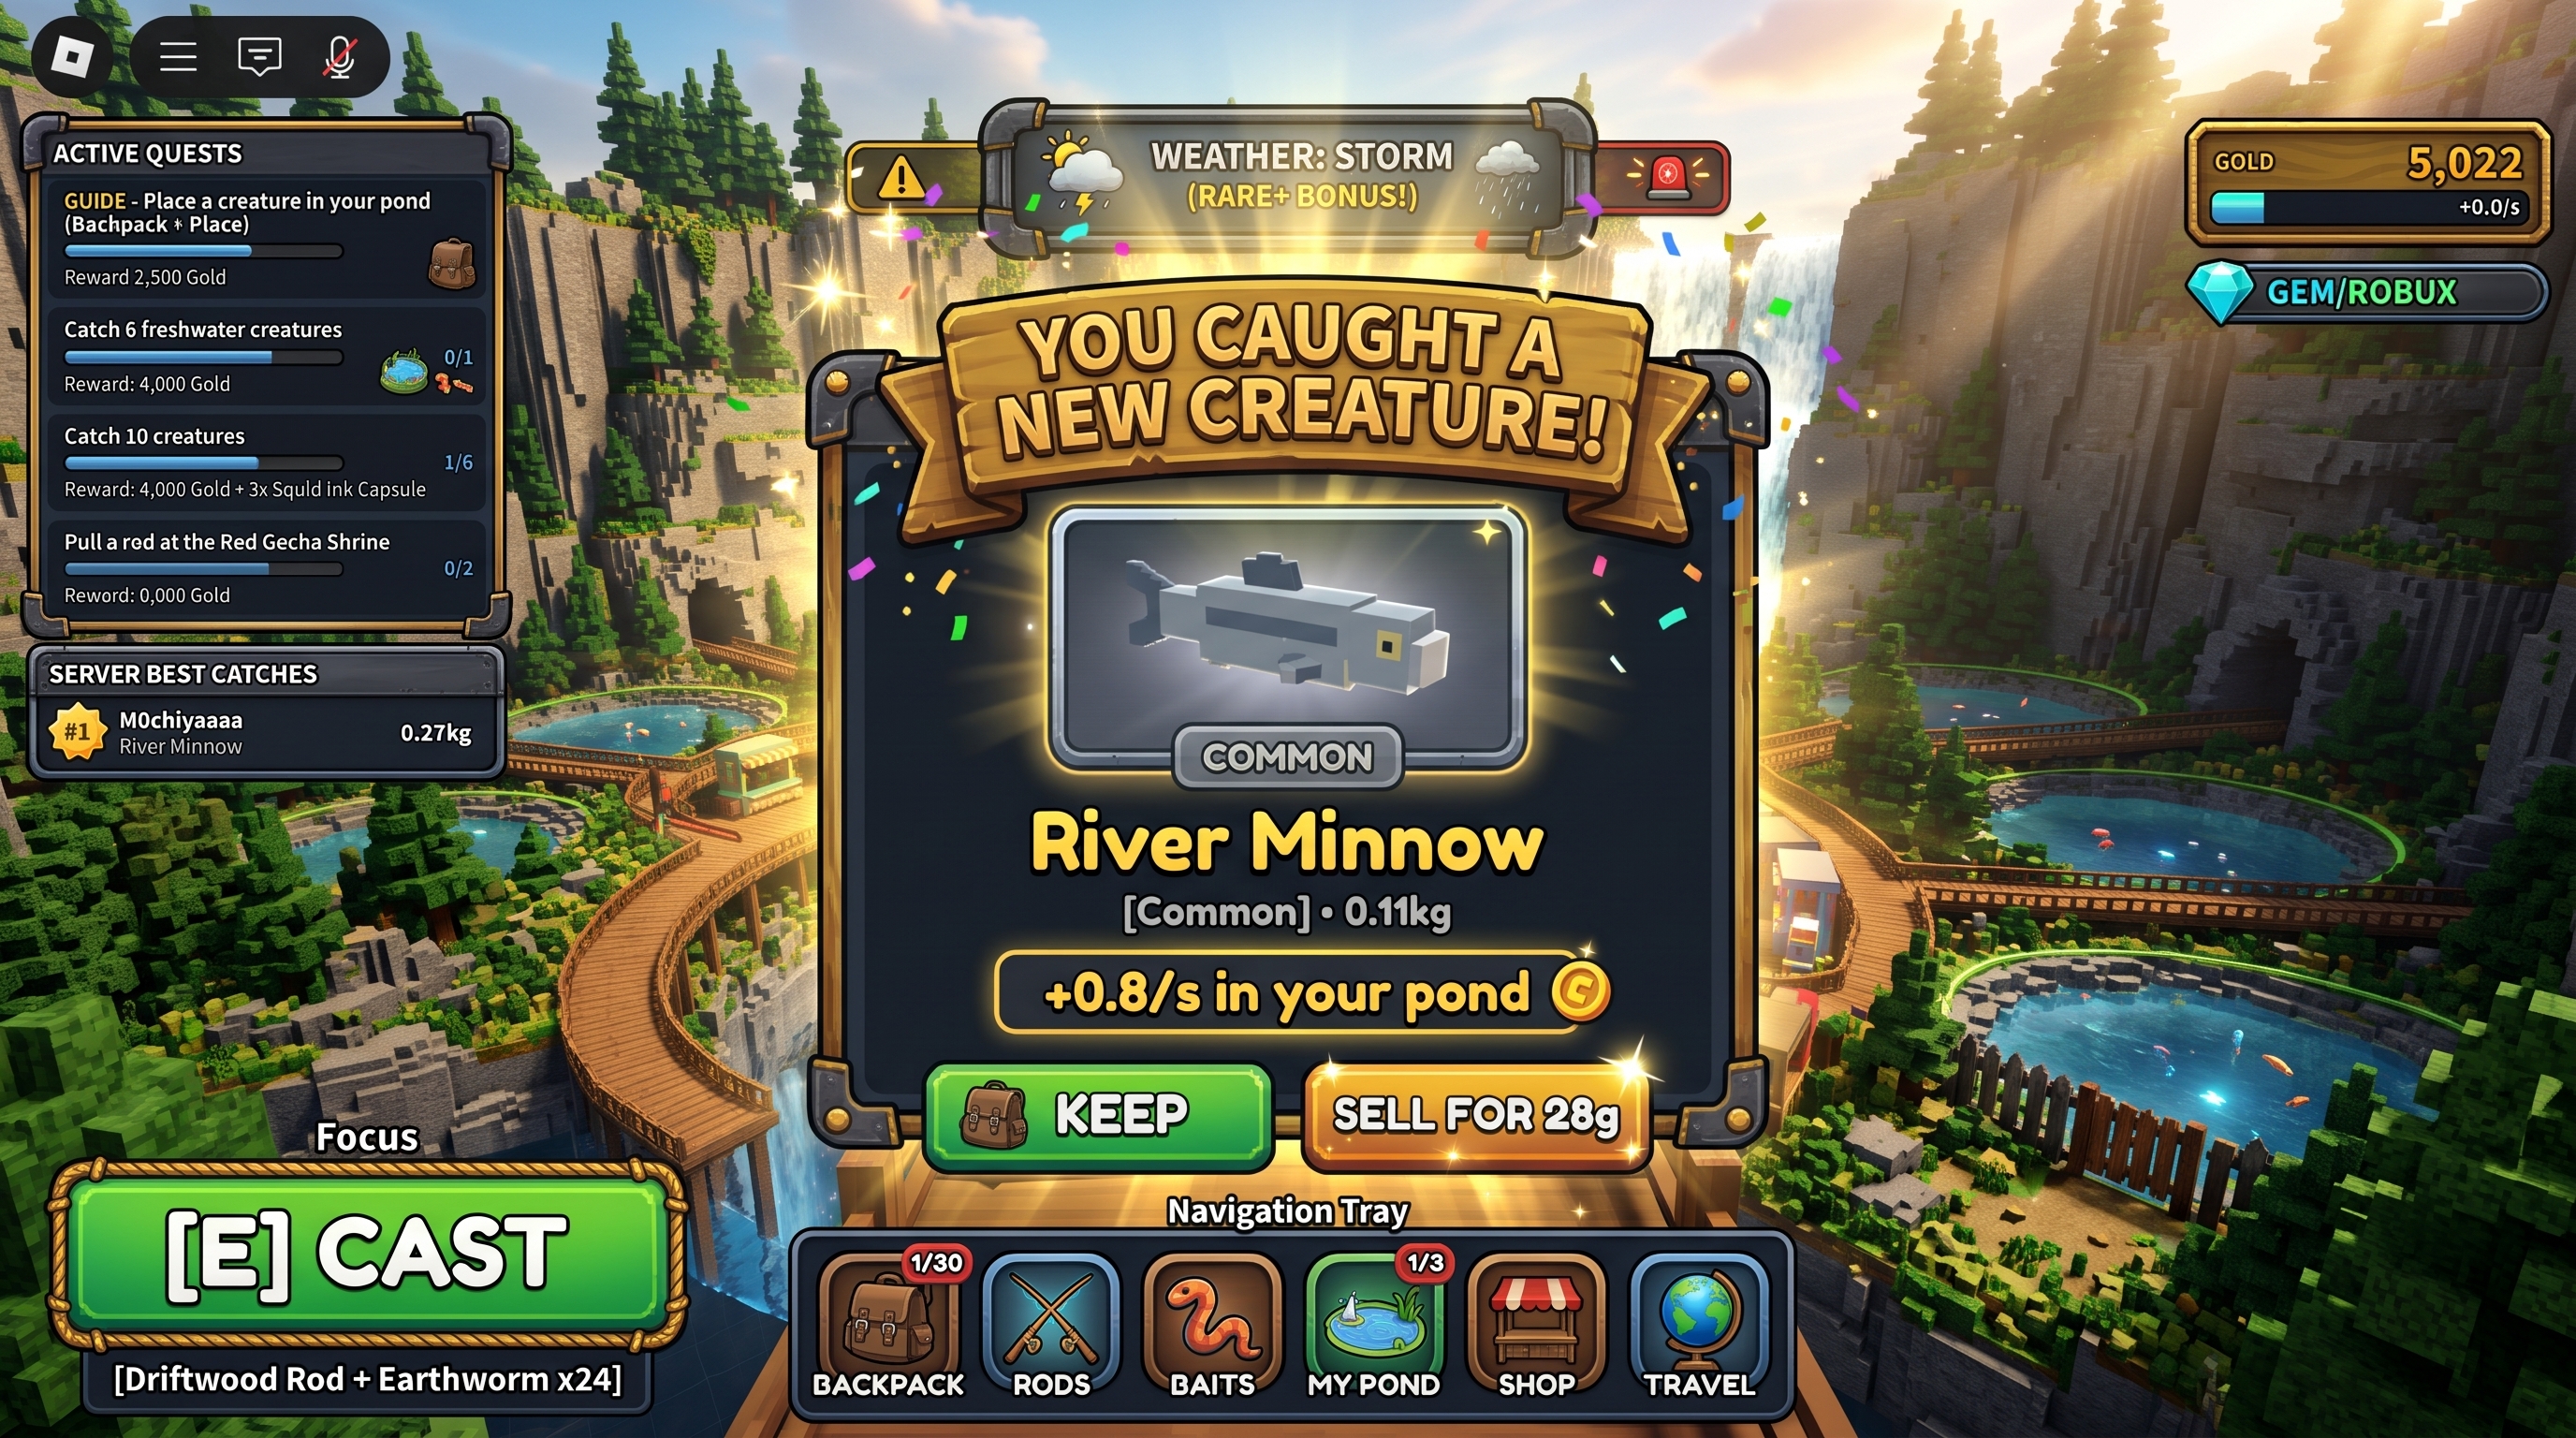 ACTIVE QUESTS
GUIDE - Place a creature in your pond
(Bachpack * Place)
Reward 2,500 Gold
Catch 6 freshwater creatures
0/1
Reward: 4,000 Gold
Catch 10 creatures
1/6
Reward: 4,000 Gold + 3x Squld ink Capsule
Pull a rod at the Red Gecha Shrine
0/2
Reword: 0,000 Gold
SERVER BEST CATCHES
#1
M0chiyaaaa
River Minnow
0.27kg
WEATHER: STORM
(RARE+ BONUS!)
GOLD
5,022
+0.0/s
GEM/ROBUX
YOU CAUGHT A
NEW CREATURE!
COMMON
River Minnow
[Common] • 0.11kg
+0.8/s in your pond
C
KEEP
SELL FOR 28g
Focus
[E] CAST
[Driftwood Rod + Earthworm x24]
Navigation Tray
1/30
1/3
BACKPACK
RODS
BAITS
MY POND
SHOP
TRAVEL